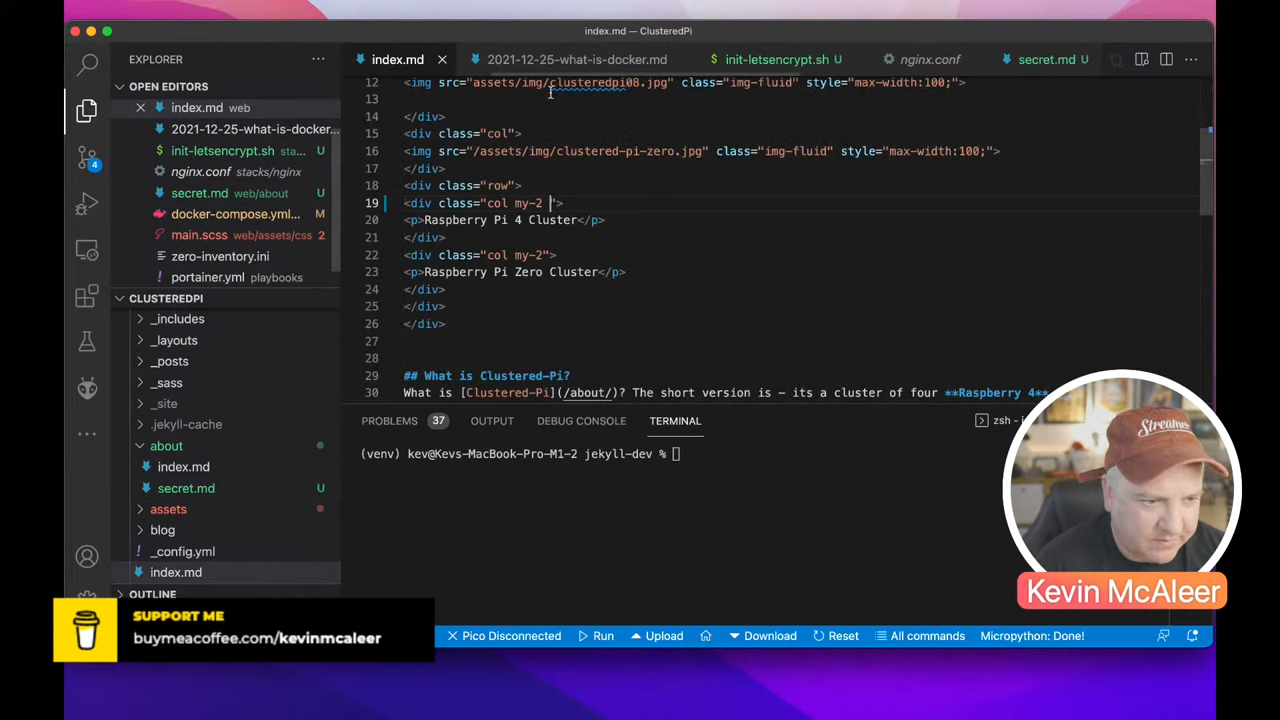 index.md — ClusteredPi
EXPLORER
index.md
2021-12-25-what-is-docker.md
init-letsencrypt.sh U
nginx.conf
secret.md U
OPEN EDITORS
index.md web
2021-12-25-what-is-docker...
init-letsencrypt.sh sta... U
nginx.conf stacks/nginx
secret.md web/about U
docker-compose.yml...
main.scss web/assets/css 2
zero-inventory.ini
portainer.yml playbooks
CLUSTEREDPI
_includes
_layouts
_posts
_sass
_site
.jekyll-cache
about
index.md
secret.md U
assets
blog
_config.yml
index.md
OUTLINE
4
12 <img src="assets/img/clusteredpi08.jpg" class="img-fluid" style="max-width:100;">
13
14 </div>
15 <div class="col">
16 <img src="/assets/img/clustered-pi-zero.jpg" class="img-fluid" style="max-width:100;">
17 </div>
18 <div class="row">
19 <div class="col my-2 ">
20 <p>Raspberry Pi 4 Cluster</p>
21 </div>
22 <div class="col my-2">
23 <p>Raspberry Pi Zero Cluster</p>
24 </div>
25 </div>
26 </div>
27
28
29 ## What is Clustered-Pi?
30 What is [Clustered-Pi](/about/)? The short version is - its a cluster of four **Raspberry 4**
PROBLEMS 37 OUTPUT DEBUG CONSOLE TERMINAL
zsh
(venv) kev@Kevs-MacBook-Pro-M1-2 jekyll-dev %
Streamer
Kevin McAleer
SUPPORT ME
buymeacoffee.com/kevinmcaleer
Pico Disconnected Run Upload Download Reset All commands Micropython: Done!